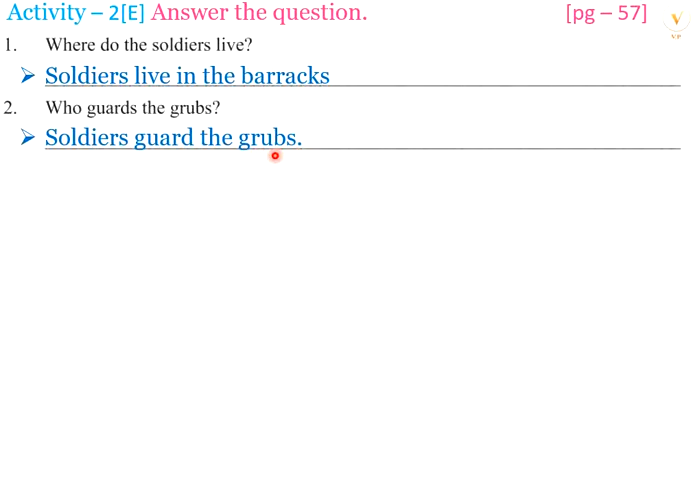 Activity – 2[E] Answer the question. [pg – 57]
V
VP
1. Where do the soldiers live?
➤ Soldiers live in the barracks
2. Who guards the grubs?
➤ Soldiers guard the grubs.